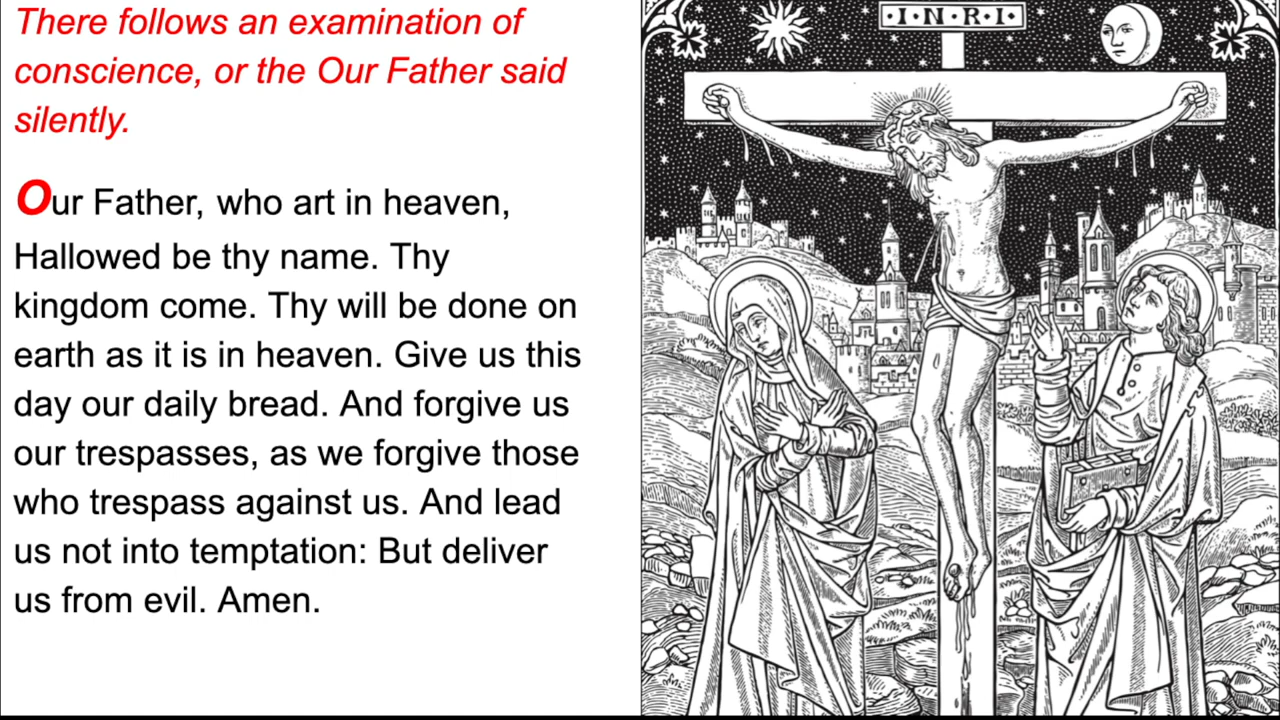 There follows an examination of
conscience, or the Our Father said
silently.
Our Father, who art in heaven,
Hallowed be thy name. Thy
kingdom come. Thy will be done on
earth as it is in heaven. Give us this
day our daily bread. And forgive us
our trespasses, as we forgive those
who trespass against us. And lead
us not into temptation: But deliver
us from evil. Amen.
·I·N·R·I·